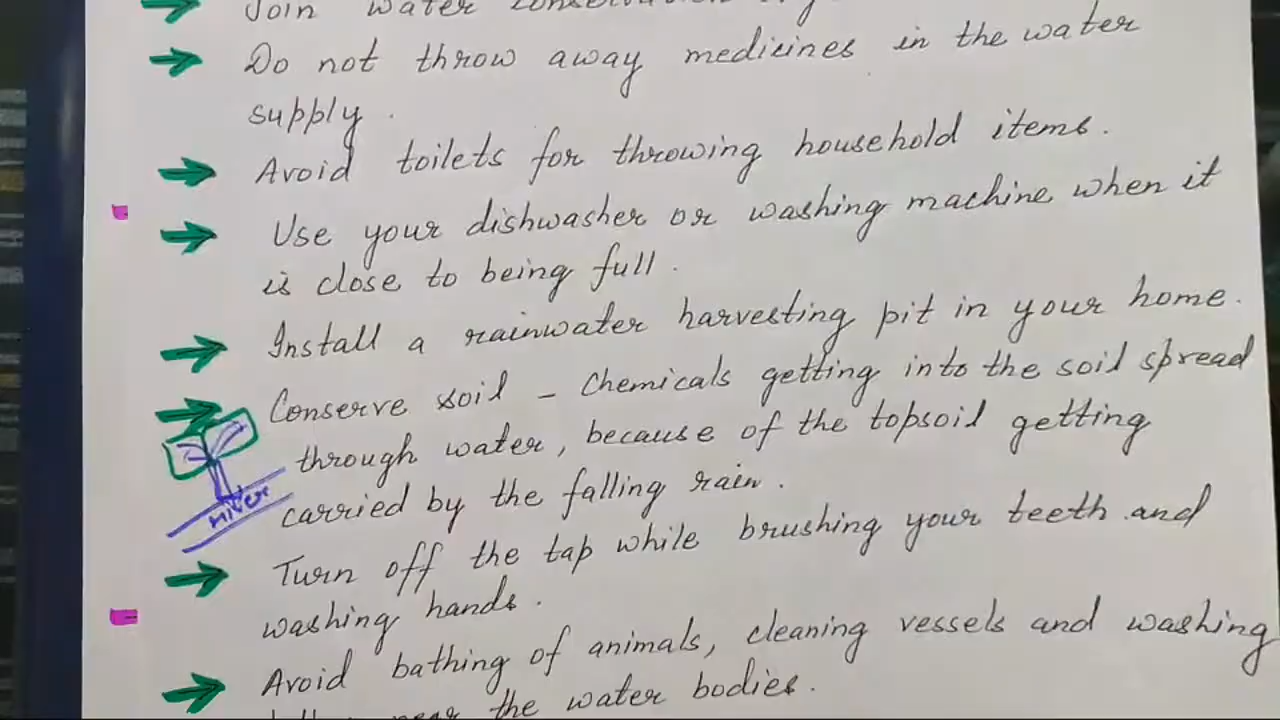 Join water conservation
Do not throw away medicines in the water
supply.
Avoid toilets for throwing household items.
Use your dishwasher or washing machine when it
is close to being full.
Install a rainwater harvesting pit in your home.
Conserve soil - Chemicals getting into the soil spread
through water, because of the topsoil getting
carried by the falling rain.
river
Turn off the tap while brushing your teeth and
washing hands.
Avoid bathing of animals, cleaning vessels and washing
near the water bodies.